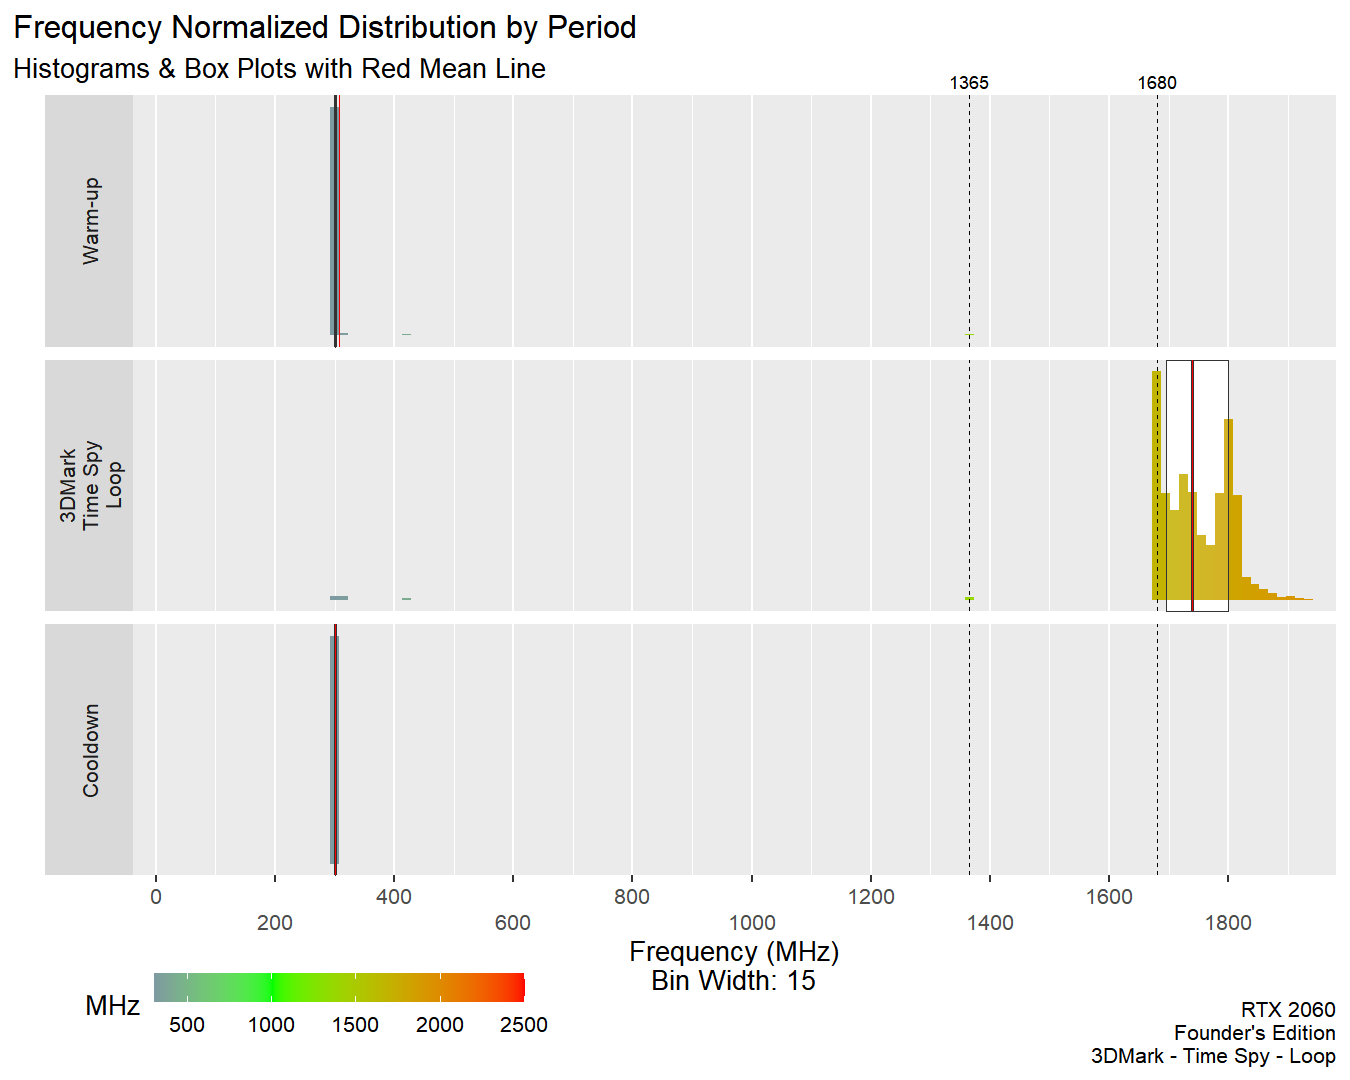 Frequency Normalized Distribution by Period
Histograms & Box Plots with Red Mean Line
1365 1680
Warm-up
3DMark
Time Spy
Loop
Cooldown
0 400 800 1200 1600
200 600 1000 1400 1800
Frequency (MHz)
Bin Width: 15
MHz
500 1000 1500 2000 2500
RTX 2060
Founder's Edition
3DMark - Time Spy - Loop